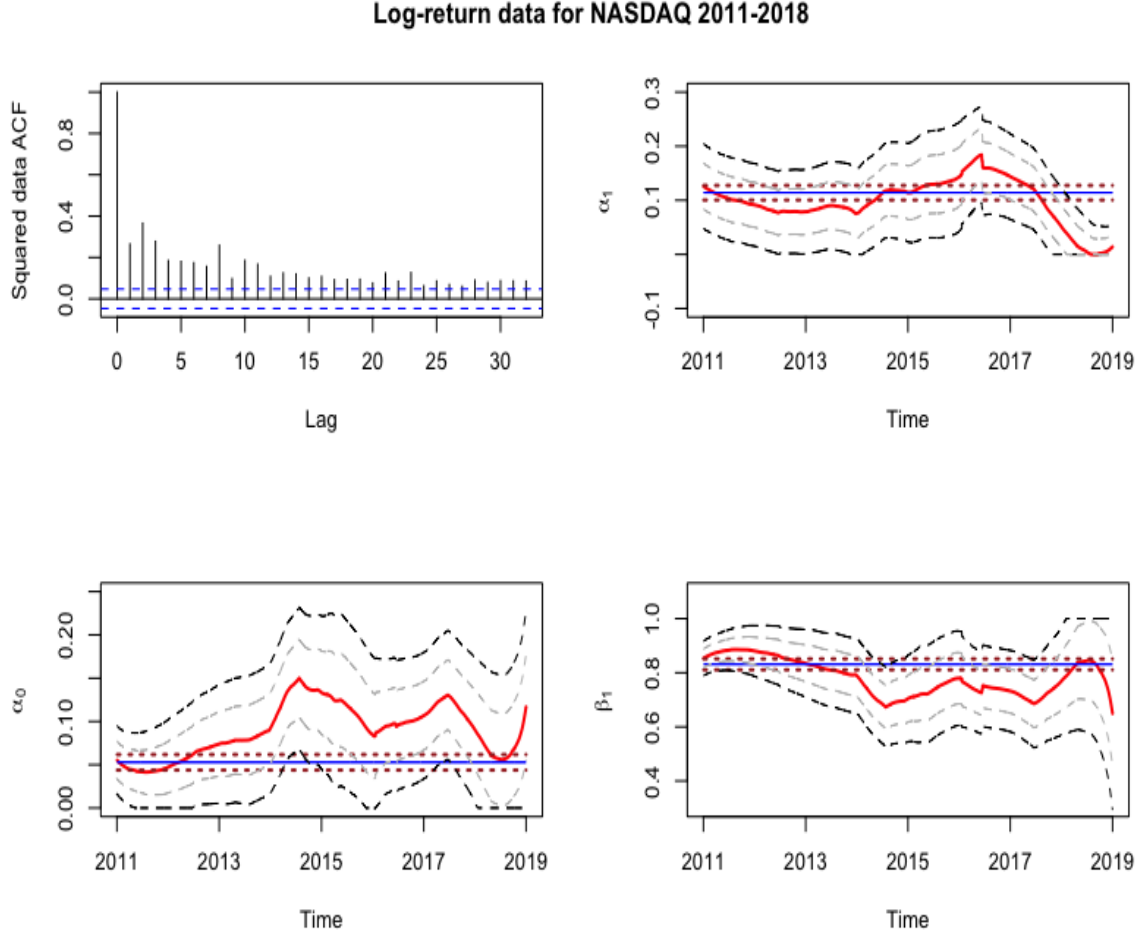 Log-return data for NASDAQ 2011-2018
Squared data ACF
0.8
0.4
0.0
0 5 10 15 20 25 30
Lag
α₁
0.3
0.2
0.1
-0.1
2011 2013 2015 2017 2019
Time
α₀
0.20
0.10
0.00
2011 2013 2015 2017 2019
Time
β₁
1.0
0.8
0.6
0.4
2011 2013 2015 2017 2019
Time